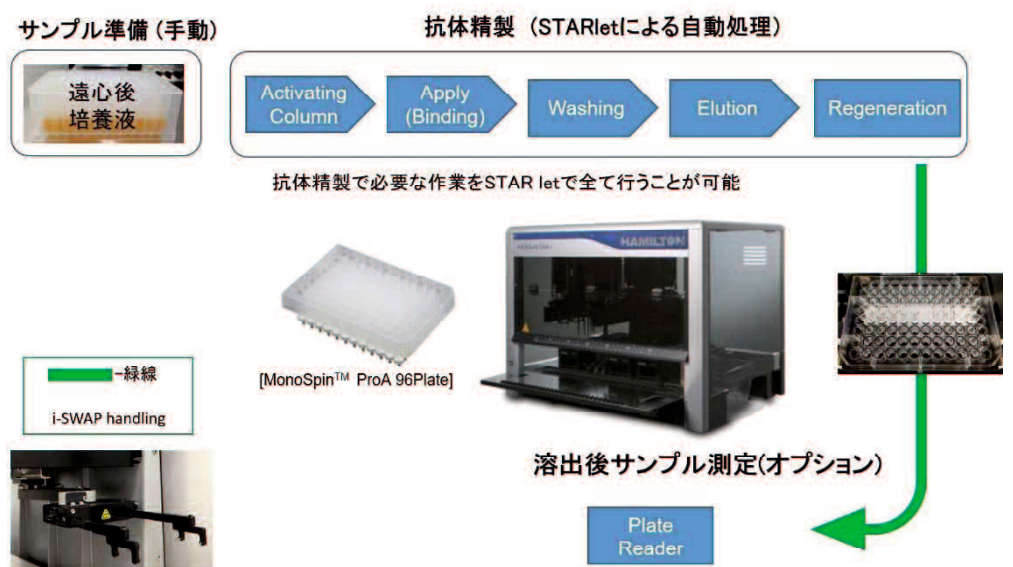 サンプル準備 (手動)
抗体精製 (STARletによる自動処理)
遠心後
培養液
Activating
Column
Apply
(Binding)
Washing
Elution
Regeneration
抗体精製で必要な作業をSTAR letで全て行うことが可能
HAMILTON
[MonoSpin™ ProA 96Plate]
-緑線
i-SWAP handling
溶出後サンプル測定(オプション)
Plate
Reader